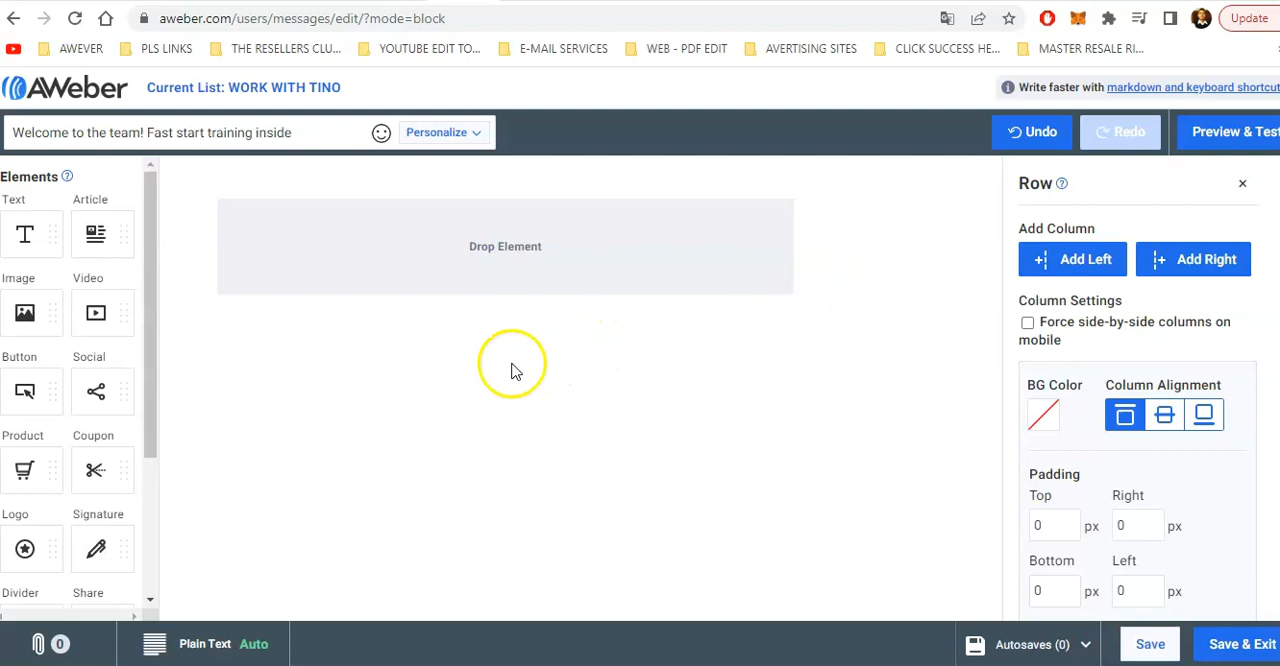 aweber.com/users/messages/edit/?mode=block
Update
AWEVER
PLS LINKS
THE RESELLERS CLU...
YOUTUBE EDIT TO...
E-MAIL SERVICES
WEB - PDF EDIT
AVERTISING SITES
CLICK SUCCESS HE...
MASTER RESALE RI...
AWeber
Current List: WORK WITH TINO
Write faster with markdown and keyboard shortcut
Welcome to the team! Fast start training inside
Personalize
Undo
Redo
Preview & Test
Elements
Text
Article
Image
Video
Button
Social
Product
Coupon
Logo
Signature
Divider
Share
Drop Element
Row
Add Column
Add Left
Add Right
Column Settings
Force side-by-side columns on
mobile
BG Color
Column Alignment
Padding
Top
Right
0 px
0 px
Bottom
Left
0 px
0 px
0
Plain Text Auto
Autosaves (0)
Save
Save & Exit